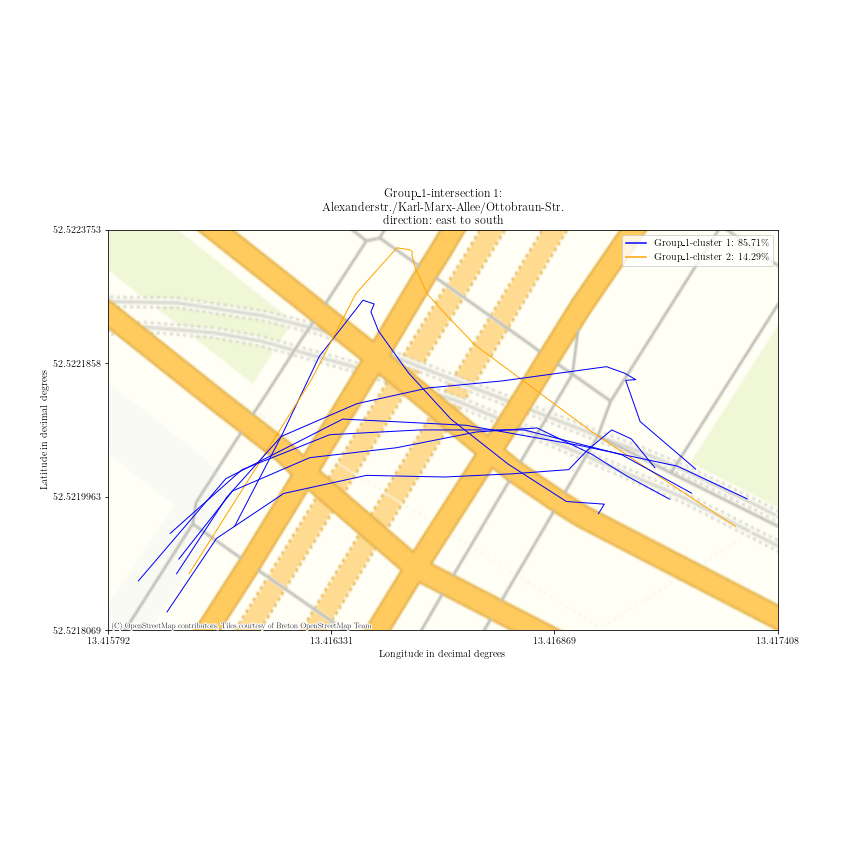 Group_1-intersection 1:
Alexanderstr./Karl-Marx-Allee/Ottobraun-Str.
direction: east to south
Group_1-cluster 1: 85.71%
Group_1-cluster 2: 14.29%
52.5223753
52.5221858
52.5219963
52.5218069
Latitude in decimal degrees
(C) OpenStreetMap contributors, Tiles courtesy of Breton OpenStreetMap Team
13.415792
13.416331
13.416869
13.417408
Longitude in decimal degrees